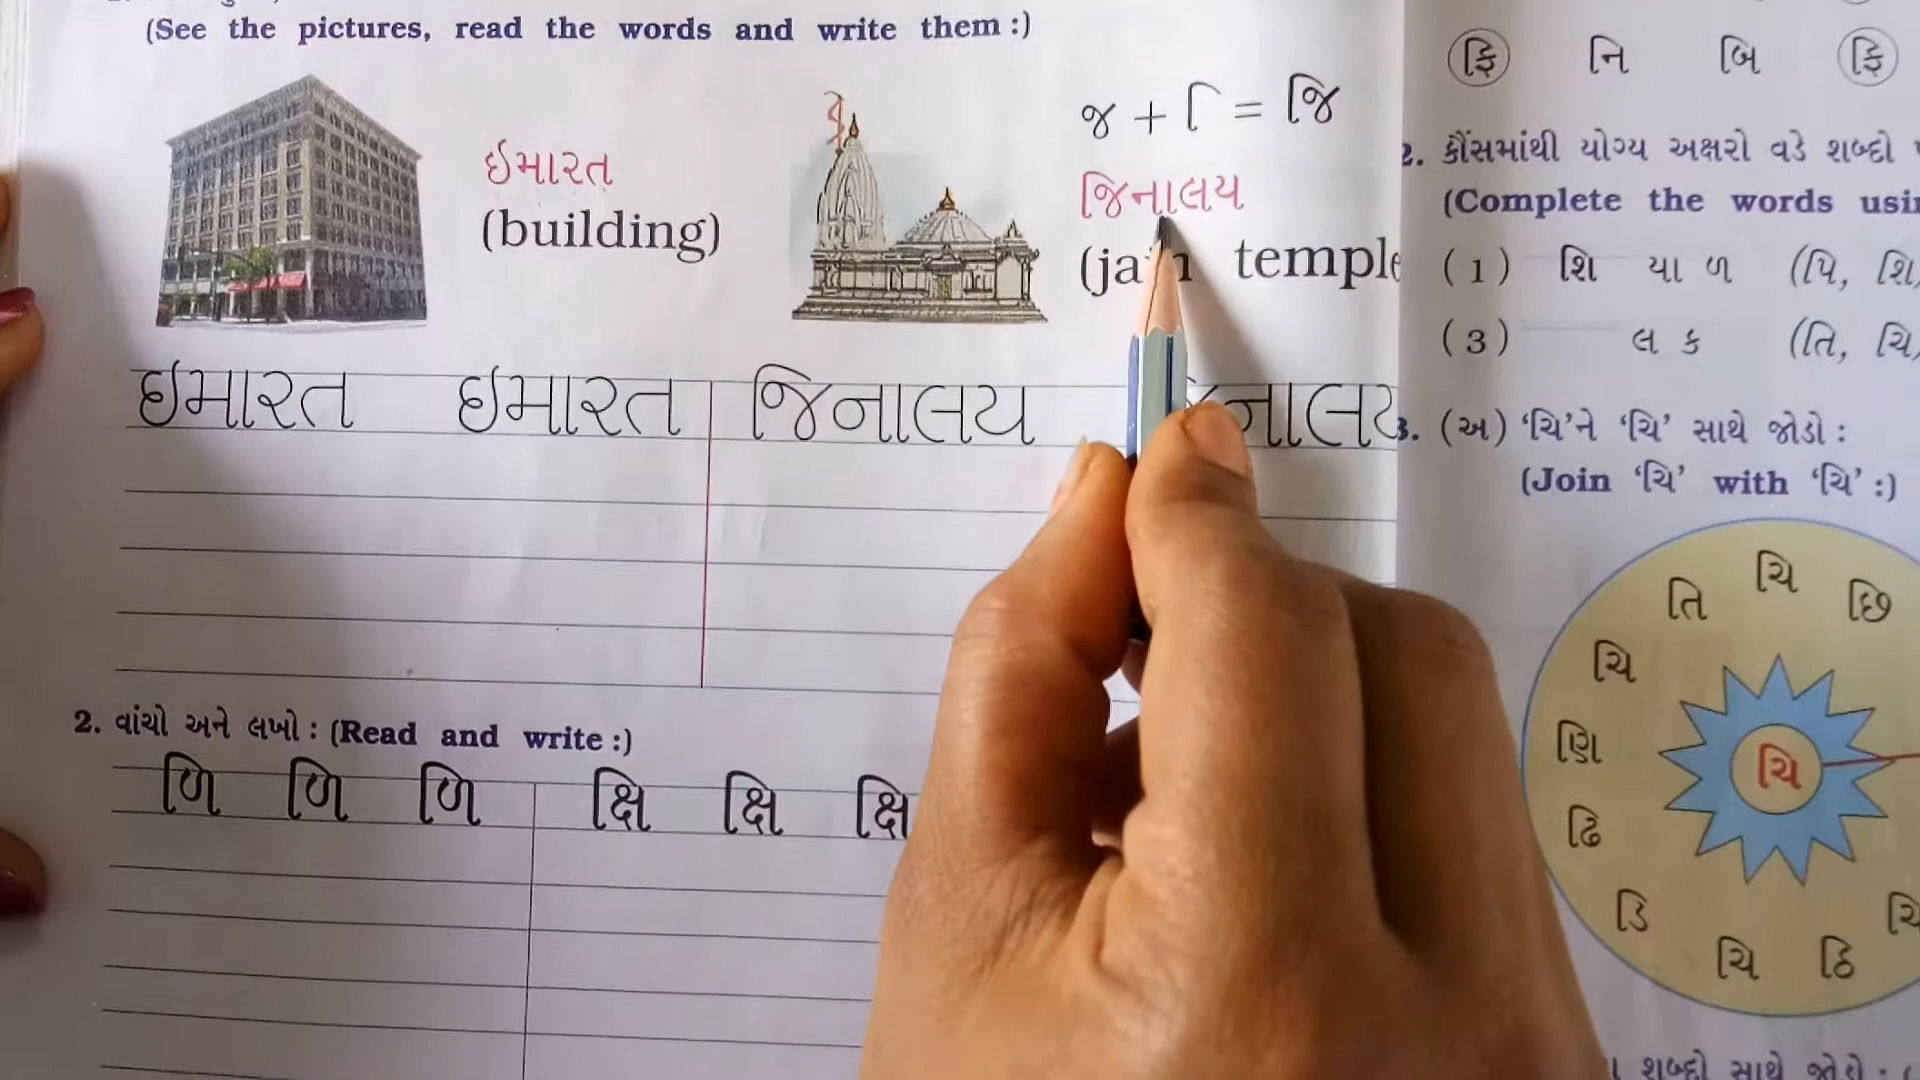 (See the pictures, read the words and write them :)
જ + િ = જિ
ઇમારત
(building)
જિનાલય
temple
ઇમારત ઇમારત જિનાલય
2. વાંચો અને લખો : (Read and write :)
ળિ ળિ ળિ ક્ષિ ક્ષિ ક્ષિ
ફિ નિ બિ ફિ
2. કૌંસમાંથી યોગ્ય અક્ષરો વડે શબ્દો
(Complete the words
(1) શિ યા ળ (પિ, શિ,
(3) લ ક (તિ, ચિ,
3. (અ) ‘ચિ’ને ‘ચિ’ સાથે જોડો :
(Join ‘ચિ’ with ‘ચિ’ :)
તિ ચિ છિ
ચિ
ણિ ચિ
ઢિ
ડિ ચિ
ચિ ઠિ
શબ્દો સાથે જોડો :